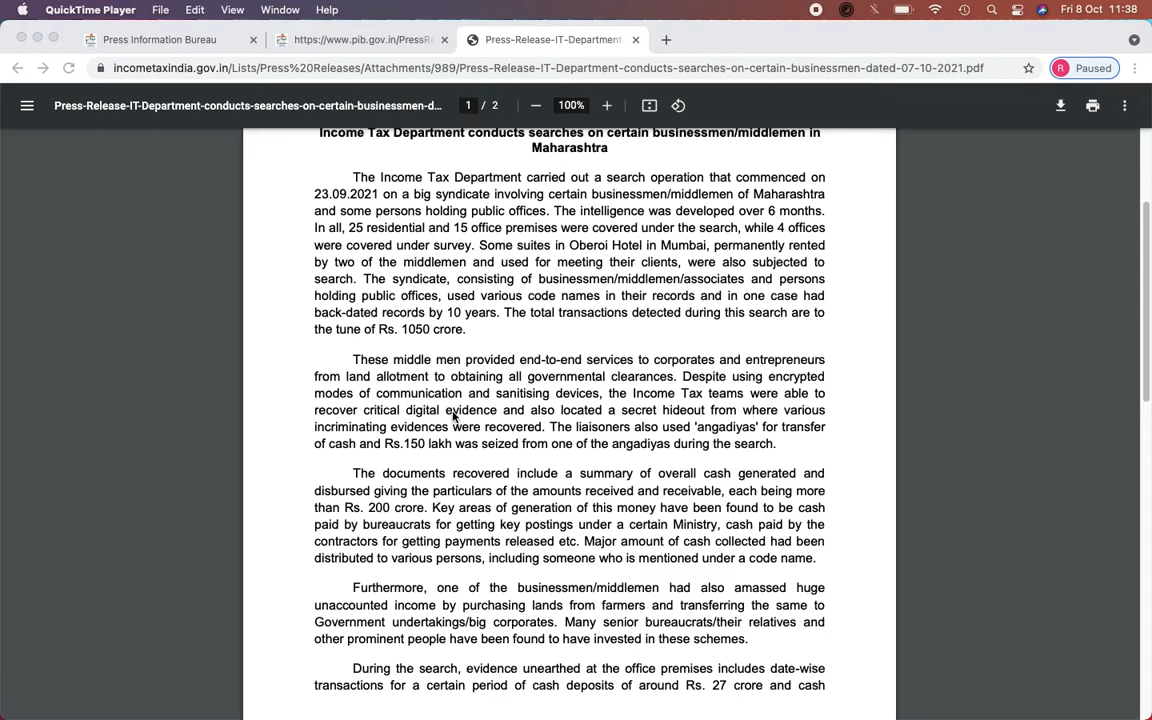 QuickTime Player File Edit View Window Help Fri 8 Oct 11:38
Press Information Bureau https://www.pib.gov.in/PressRe Press-Release-IT-Department-
incometaxindia.gov.in/Lists/Press%20Releases/Attachments/989/Press-Release-IT-Department-conducts-searches-on-certain-businessmen-dated-07-10-2021.pdf R Paused
Press-Release-IT-Department-conducts-searches-on-certain-businessmen-d... 1 / 2 100%
Income Tax Department conducts searches on certain businessmen/middlemen in
Maharashtra
The Income Tax Department carried out a search operation that commenced on
23.09.2021 on a big syndicate involving certain businessmen/middlemen of Maharashtra
and some persons holding public offices. The intelligence was developed over 6 months.
In all, 25 residential and 15 office premises were covered under the search, while 4 offices
were covered under survey. Some suites in Oberoi Hotel in Mumbai, permanently rented
by two of the middlemen and used for meeting their clients, were also subjected to
search. The syndicate, consisting of businessmen/middlemen/associates and persons
holding public offices, used various code names in their records and in one case had
back-dated records by 10 years. The total transactions detected during this search are to
the tune of Rs. 1050 crore.
These middle men provided end-to-end services to corporates and entrepreneurs
from land allotment to obtaining all governmental clearances. Despite using encrypted
modes of communication and sanitising devices, the Income Tax teams were able to
recover critical digital evidence and also located a secret hideout from where various
incriminating evidences were recovered. The liaisoners also used 'angadiyas' for transfer
of cash and Rs.150 lakh was seized from one of the angadiyas during the search.
The documents recovered include a summary of overall cash generated and
disbursed giving the particulars of the amounts received and receivable, each being more
than Rs. 200 crore. Key areas of generation of this money have been found to be cash
paid by bureaucrats for getting key postings under a certain Ministry, cash paid by the
contractors for getting payments released etc. Major amount of cash collected had been
distributed to various persons, including someone who is mentioned under a code name.
Furthermore, one of the businessmen/middlemen had also amassed huge
unaccounted income by purchasing lands from farmers and transferring the same to
Government undertakings/big corporates. Many senior bureaucrats/their relatives and
other prominent people have been found to have invested in these schemes.
During the search, evidence unearthed at the office premises includes date-wise
transactions for a certain period of cash deposits of around Rs. 27 crore and cash